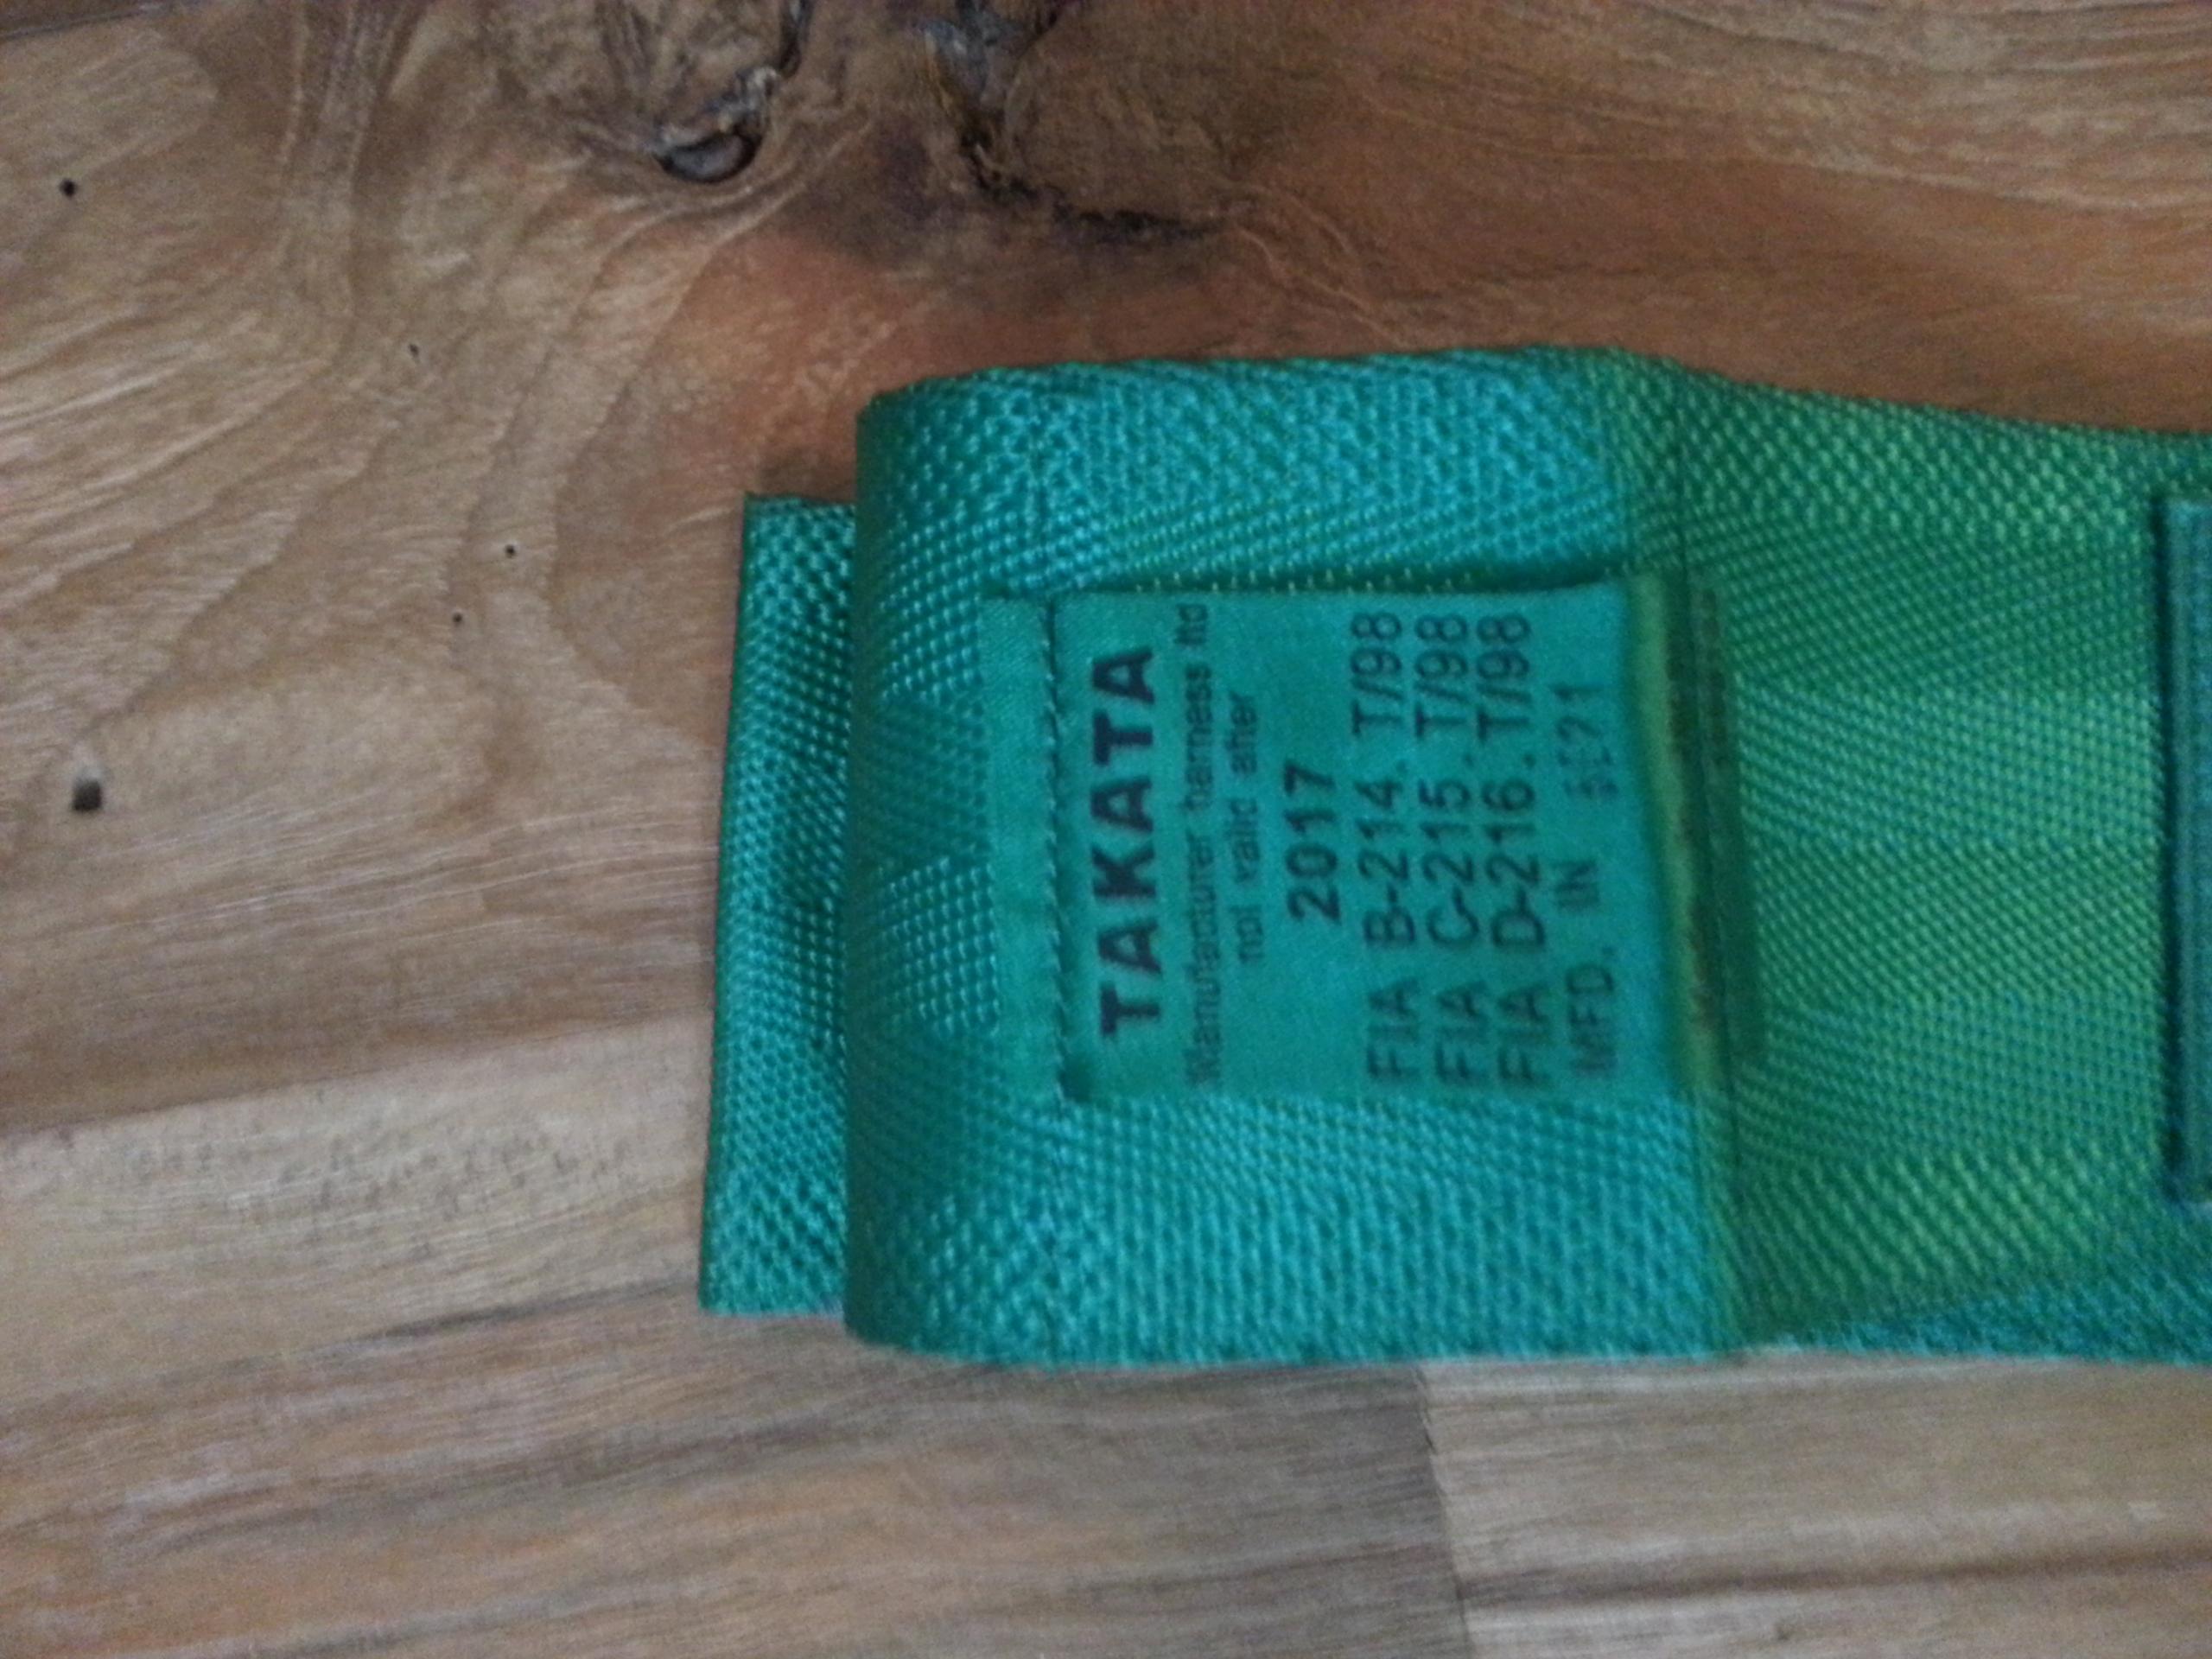 TAKATA
Manufacturer harness ltd
not valid after
2017
FIA B-214.T/98
FIA C-215.T/98
FIA D-216.T/98
MFD. IN